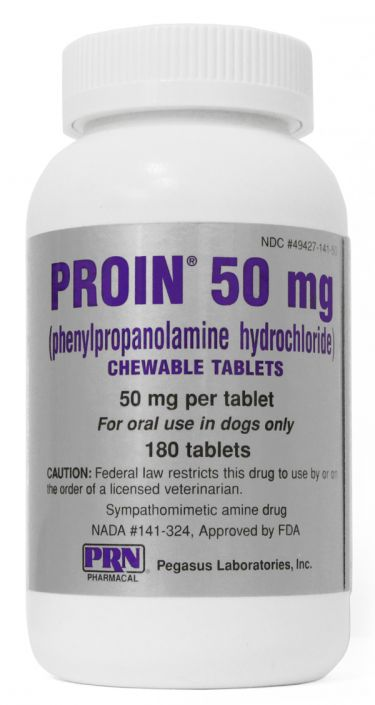 NDC #49427-141-50
PROIN® 50 mg
(phenylpropanolamine hydrochloride)
CHEWABLE TABLETS
50 mg per tablet
For oral use in dogs only
180 tablets
CAUTION: Federal law restricts this drug to use by or on
the order of a licensed veterinarian.
Sympathomimetic amine drug
NADA #141-324, Approved by FDA
PRN
PHARMACAL
Pegasus Laboratories, Inc.